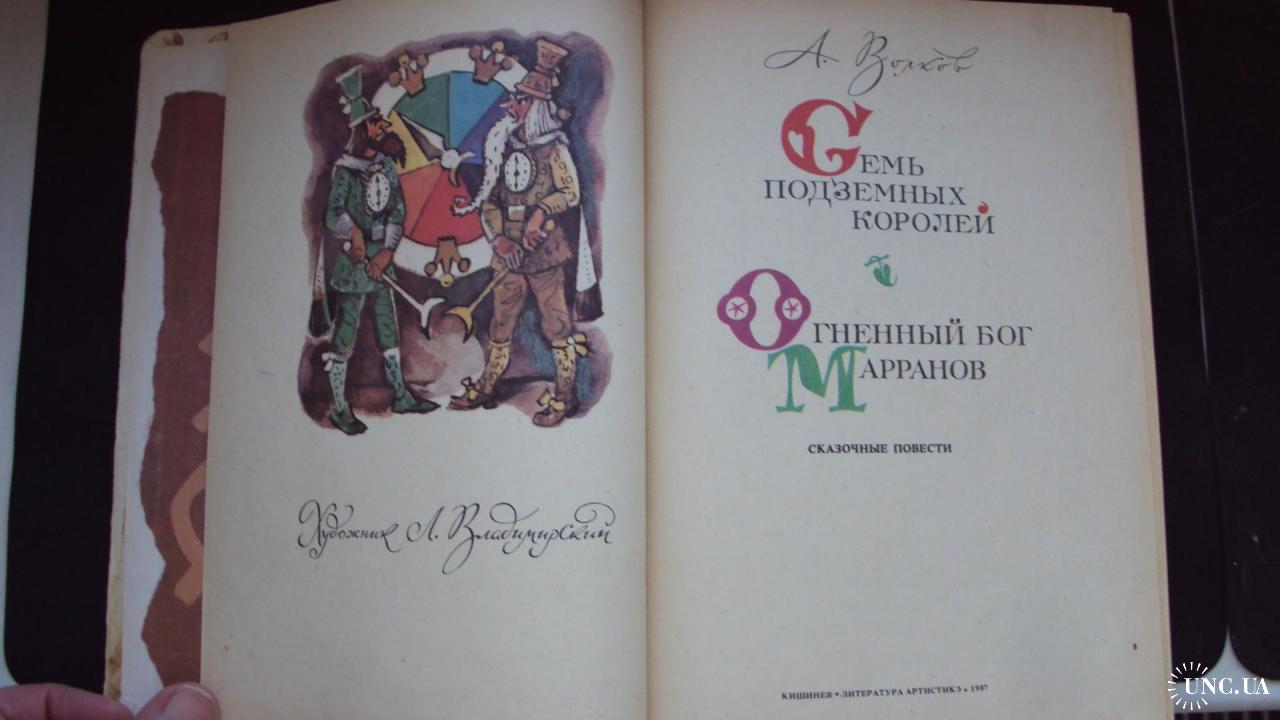 Художник Л. Владимирский
А. Волков
Семь
подземных
королей
Огненный бог
Марранов
СКАЗОЧНЫЕ ПОВЕСТИ
КИШИНЕВ • ЛИТЕРАТУРА АРТИСТИКЭ • 1987
UNC.UA